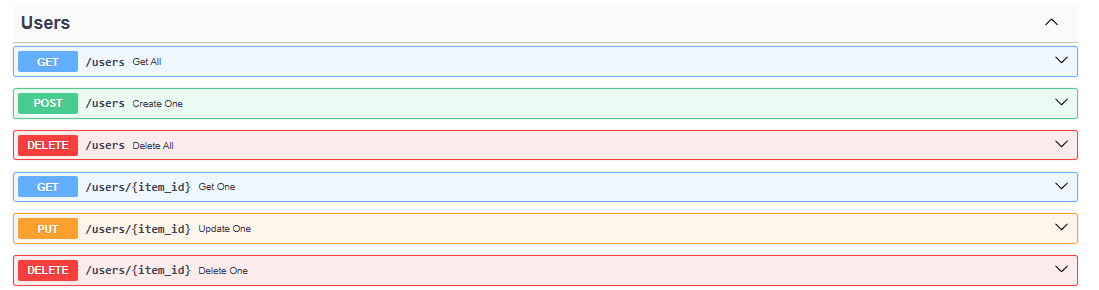 Users
GET /users Get All
POST /users Create One
DELETE /users Delete All
GET /users/{item_id} Get One
PUT /users/{item_id} Update One
DELETE /users/{item_id} Delete One